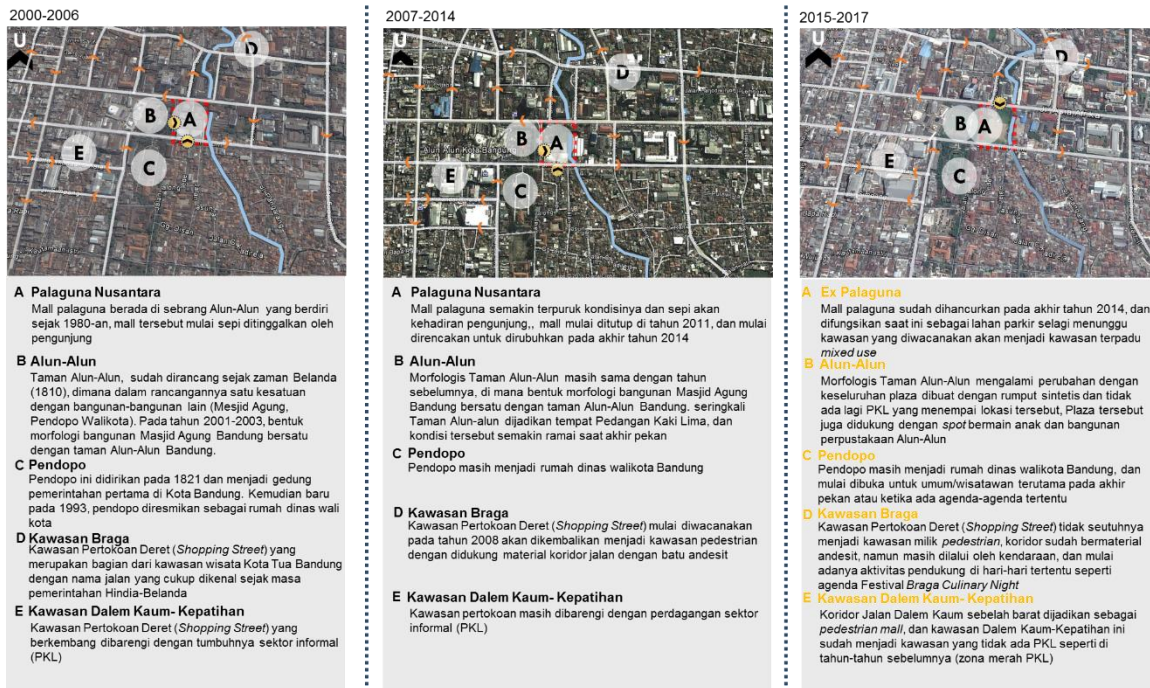 2000-2006
U
D
B
A
E
C
A Palaguna Nusantara
Mall palaguna berada di sebrang Alun-Alun yang berdiri
sejak 1980-an, mall tersebut mulai sepi ditinggalkan oleh
pengunjung
B Alun-Alun
Taman Alun-Alun, sudah dirancang sejak zaman Belanda
(1810), dimana dalam rancangannya satu kesatuan
dengan bangunan-bangunan lain (Mesjid Agung,
Pendopo Walikota). Pada tahun 2001-2003, bentuk
morfologi bangunan Masjid Agung Bandung bersatu
dengan taman Alun-Alun Bandung.
C Pendopo
Pendopo ini didirikan pada 1821 dan menjadi gedung
pemerintahan pertama di Kota Bandung. Kemudian baru
pada 1993, pendopo diresmikan sebagai rumah dinas wali
kota
D Kawasan Braga
Kawasan Pertokoan Deret (Shopping Street) yang
merupakan bagian dari kawasan wisata Kota Tua Bandung
dengan nama jalan yang cukup dikenal sejak masa
pemerintahan Hindia-Belanda
E Kawasan Dalem Kaum- Kepatihan
Kawasan Pertokoan Deret (Shopping Street) yang
berkembang dibarengi dengan tumbuhnya sektor informal
(PKL)
2007-2014
U
D
B
A
Alun Alun Kota Bandung
E
C
A Palaguna Nusantara
Mall palaguna semakin terpuruk kondisinya dan sepi akan
kehadiran pengunjung,, mall mulai ditutup di tahun 2011, dan mulai
direncakan untuk dirubuhkan pada akhir tahun 2014
B Alun-Alun
Morfologis Taman Alun-Alun masih sama dengan tahun
sebelumnya, di mana bentuk morfologi bangunan Masjid Agung
Bandung bersatu dengan taman Alun-Alun Bandung. seringkali
Taman Alun-alun dijadikan tempat Pedangan Kaki Lima, dan
kondisi tersebut semakin ramai saat akhir pekan
C Pendopo
Pendopo masih menjadi rumah dinas walikota Bandung
D Kawasan Braga
Kawasan Pertokoan Deret (Shopping Street) mulai diwacanakan
pada tahun 2008 akan dikembalikan menjadi kawasan pedestrian
dengan didukung material koridor jalan dengan batu andesit
E Kawasan Dalem Kaum- Kepatihan
Kawasan pertokoan masih dibarengi dengan perdagangan sektor
informal (PKL)
2015-2017
U
D
B
A
E
C
A Ex Palaguna
Mall palaguna sudah dihancurkan pada akhir tahun 2014, dan
difungsikan saat ini sebagai lahan parkir selagi menunggu
kawasan yang diwacanakan akan menjadi kawasan terpadu
mixed use
B Alun-Alun
Morfologis Taman Alun-Alun mengalami perubahan dengan
keseluruhan plaza dibuat dengan rumput sintetis dan tidak
ada lagi PKL yang menempai lokasi tersebut, Plaza tersebut
juga didukung dengan spot bermain anak dan bangunan
perpustakaan Alun-Alun
C Pendopo
Pendopo masih menjadi rumah dinas walikota Bandung, dan
mulai dibuka untuk umum/wisatawan terutama pada akhir
pekan atau ketika ada agenda-agenda tertentu
D Kawasan Braga
Kawasan Pertokoan Deret (Shopping Street) tidak seutuhnya
menjadi kawasan milik pedestrian, koridor sudah bermaterial
andesit, namun masih dilalui oleh kendaraan, dan mulai
adanya aktivitas pendukung di hari-hari tertentu seperti
agenda Festival Braga Culinary Night
E Kawasan Dalem Kaum- Kepatihan
Koridor Jalan Dalem Kaum sebelah barat dijadikan sebagai
pedestrian mall, dan kawasan Dalem Kaum-Kepatihan ini
sudah menjadi kawasan yang tidak ada PKL seperti di
tahun-tahun sebelumnya (zona merah PKL)